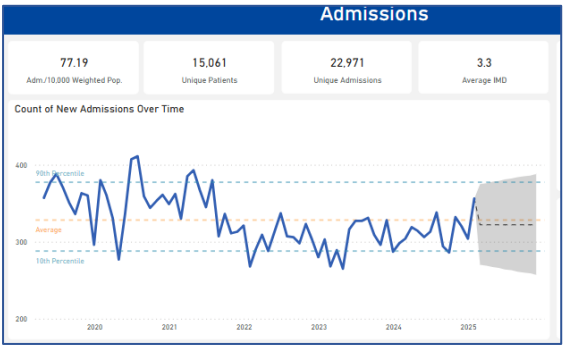 Admissions
77.19
15,061
22,971
3.3
Adm./10,000 Weighted Pop.
Unique Patients
Unique Admissions
Average IMD
Count of New Admissions Over Time
400
90th Percentile
300
Average
10th Percentile
200
2020
2021
2022
2023
2024
2025